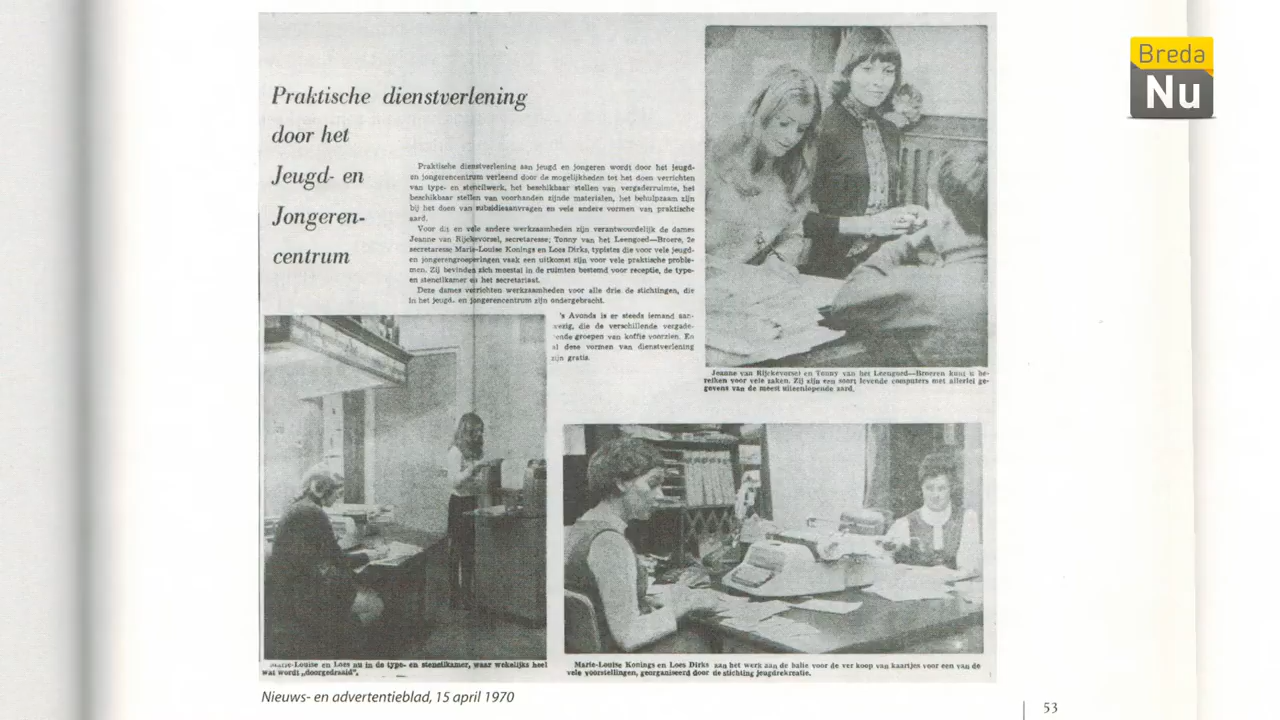 Breda
Nu
Praktische dienstverlening
door het
Jeugd- en
Jongeren-
centrum
Praktische dienstverlening aan jeugd en jongeren wordt door het jeugd-
en jongerencentrum verleend door de mogelijkheden tot het doen verrichten
van type- en stencilwerk, het beschikbaar stellen van vergaderruimte, het
beschikbaar stellen van voorhanden zijnde materialen, het behulpzaam zijn
bij het doen van subsidieaanvragen en vele andere vormen van praktische
aard.
Voor dit en vele andere werkzaamheden zijn verantwoordelijk de dames
Jeanne van Rijckevorsel, secretaresse; Tonny van het Leengoed—Broere, 2e
secretaresse Marie-Louise Konings en Loes Dirks, typistes die voor vele jeugd-
en jongerengroeperingen vaak een uitkomst zijn voor vele praktische proble-
men. Zij bevinden zich meestal in de ruimten bestemd voor receptie, de type-
en stencilkamer en het secretariaat.
Deze dames verrichten werkzaamheden voor alle drie de stichtingen, die
in het jeugd- en jongerencentrum zijn ondergebracht.
's Avonds is er steeds iemand aan-
wezig, die de verschillende vergade-
ende groepen van koffie voorzien. En
al deze vormen van dienstverlening
zijn gratis.
Jeanne van Rijckevorsel en Tonny van het Leengoed—Broeren kunt u be-
reiken voor vele zaken. Zij zijn een soort levende computers met allerlei ge-
gevens van de meest uiteenlopende aard.
Marie-Louise en Loes nu in de type- en stencilkamer, waar wekelijks heel
wat wordt „doorgedraaid".
Marie-Louise Konings en Loes Dirks aan het werk aan de balie voor de ver koop van kaartjes voor een van de
vele voorstellingen, georganiseerd door de stichting jeugdrekreatie.
Nieuws- en advertentieblad, 15 april 1970
53